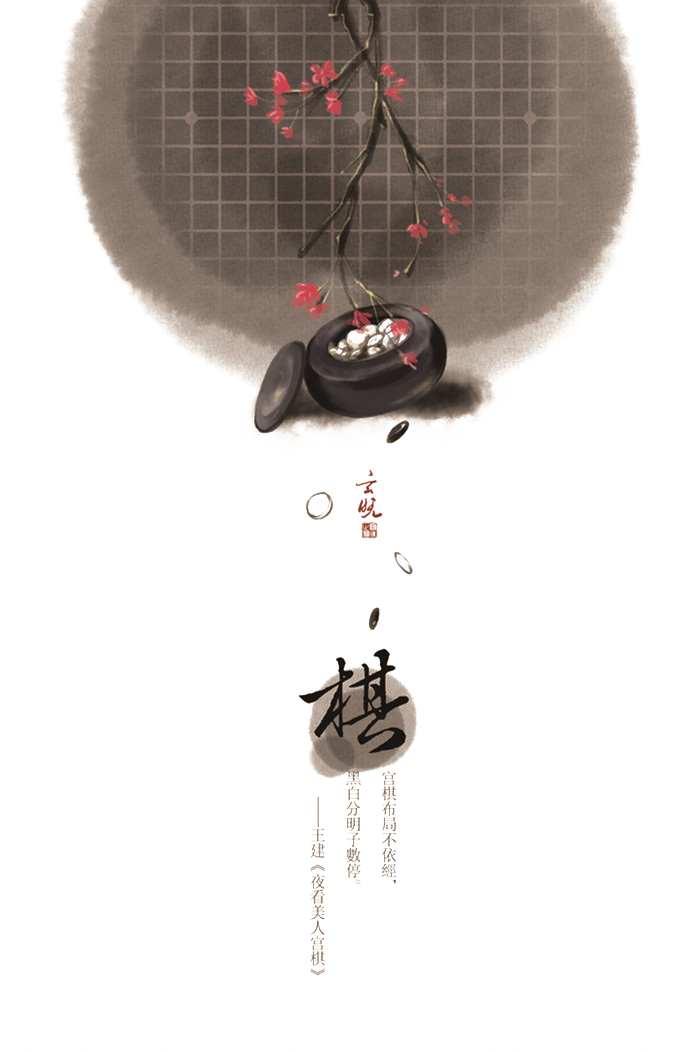 玄晚
棋
宫棋布局不依經，
黑白分明子數停。
——王建《夜看美人宫棋》